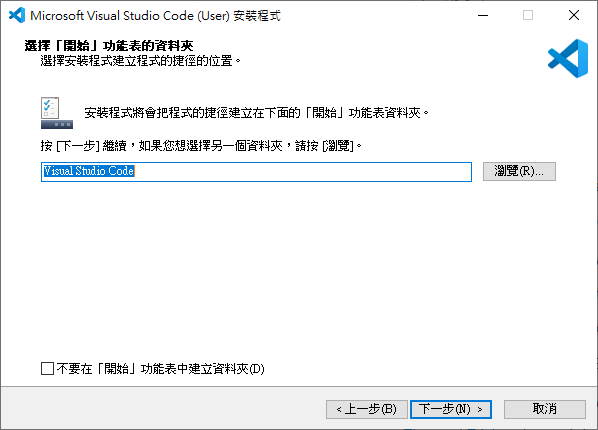 Microsoft Visual Studio Code (User) 安裝程式
選擇「開始」功能表的資料夾
選擇安裝程式建立程式的捷徑的位置。
安裝程式將會把程式的捷徑建立在下面的「開始」功能表資料夾。
按 [下一步] 繼續，如果您想選擇另一個資料夾，請按 [瀏覽]。
Visual Studio Code
瀏覽(R)...
不要在「開始」功能表中建立資料夾(D)
< 上一步(B)
下一步(N) >
取消